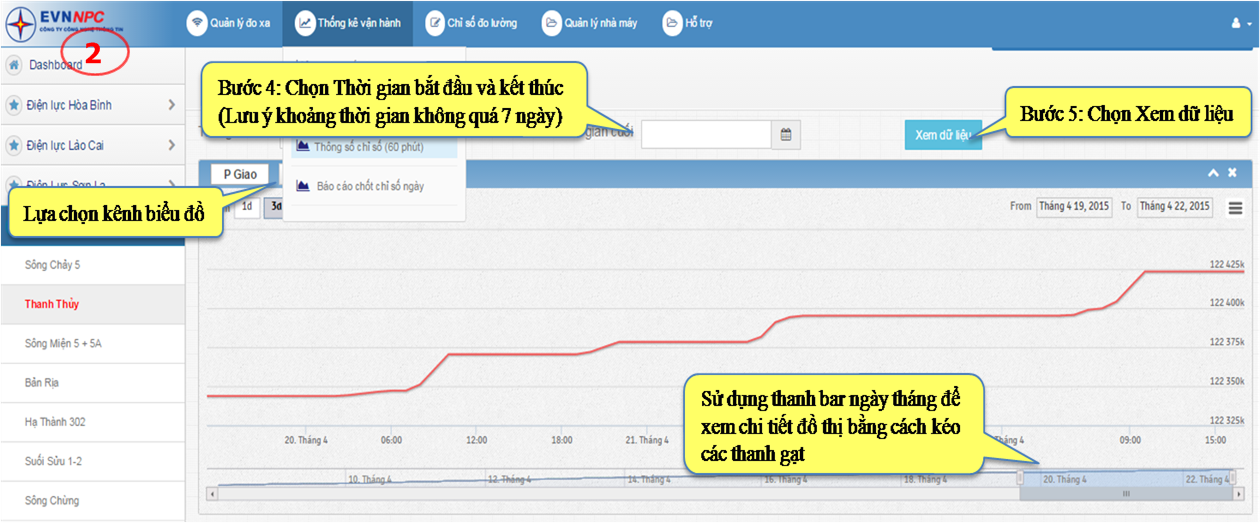 EVNNPC
CÔNG TY CÔNG NGHỆ THÔNG TIN
Quản lý đo xa
Thống kê vận hành
Chỉ số đo lường
Quản lý nhà máy
Hỗ trợ
2
Dashboard
Điện lực Hòa Bình
Điện lực Lào Cai
Điện Lực Sơn La
Bước 4: Chọn Thời gian bắt đầu và kết thúc
(Lưu ý khoảng thời gian không quá 7 ngày)
gian cuối
Xem dữ liệu
Bước 5: Chọn Xem dữ liệu
Thông số chỉ số (60 phút)
Báo cáo chốt chỉ số ngày
P Giao
Lựa chọn kênh biểu đồ
1d
3d
From
Tháng 4 19, 2015
To
Tháng 4 22, 2015
Sông Chảy 5
Thanh Thủy
Sông Miện 5 + 5A
Bản Rịa
Hạ Thành 302
Suối Sửu 1-2
Sông Chừng
122 425k
122 400k
122 375k
122 350k
122 325k
Sử dụng thanh bar ngày tháng để
xem chi tiết đồ thị bằng cách kéo
các thanh gạt
20. Tháng 4
06:00
12:00
18:00
21. Tháng 4
Tháng 4
09:00
15:00
10. Tháng 4
12. Tháng 4
14. Tháng 4
16. Tháng 4
18. Tháng 4
20. Tháng 4
22. Tháng 4